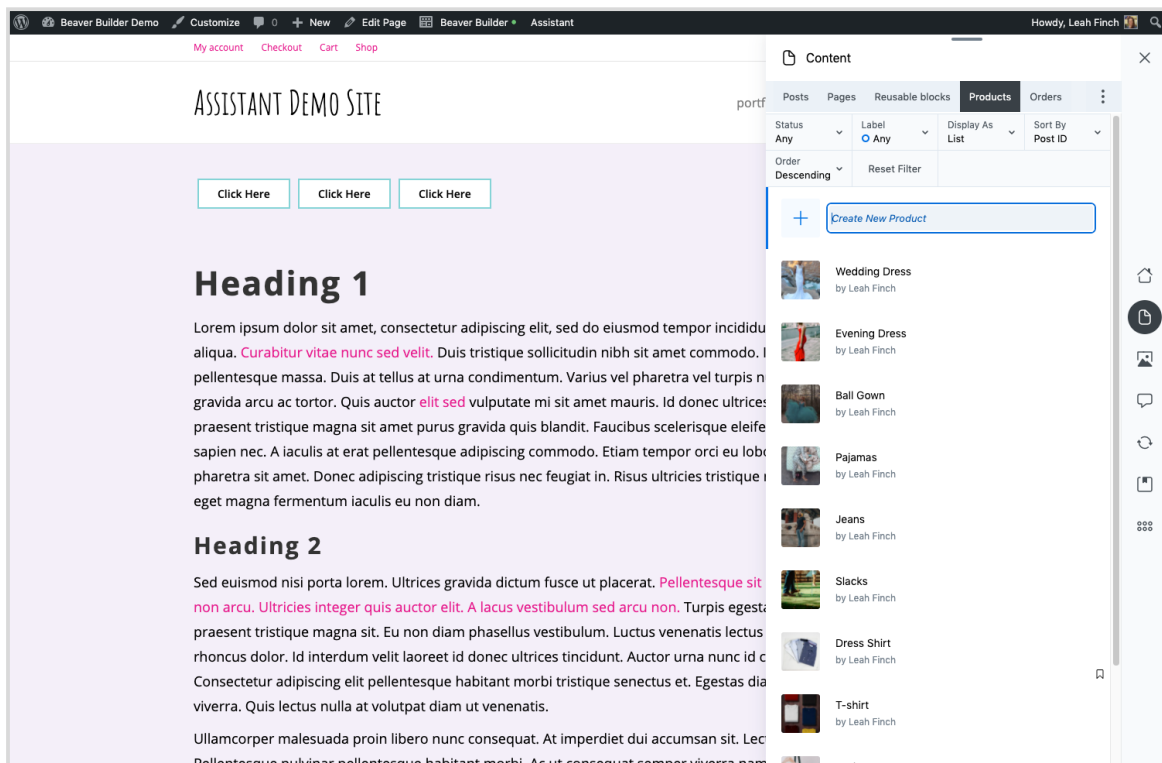 Beaver Builder Demo Customize 0 New Edit Page Beaver Builder Assistant Howdy, Leah Finch
My account Checkout Cart Shop
Assistant Demo Site
portf
Click Here Click Here Click Here
Heading 1
Lorem ipsum dolor sit amet, consectetur adipiscing elit, sed do eiusmod tempor incididu
aliqua. Curabitur vitae nunc sed velit. Duis tristique sollicitudin nibh sit amet commodo.
pellentesque massa. Duis at tellus at urna condimentum. Varius vel pharetra vel turpis n
gravida arcu ac tortor. Quis auctor elit sed vulputate mi sit amet mauris. Id donec ultrices
praesent tristique magna sit amet purus gravida quis blandit. Faucibus scelerisque eleife
sapien nec. A iaculis at erat pellentesque adipiscing commodo. Etiam tempor orci eu lobo
pharetra sit amet. Donec adipiscing tristique risus nec feugiat in. Risus ultricies tristique
eget magna fermentum iaculis eu non diam.
Heading 2
Sed euismod nisi porta lorem. Ultrices gravida dictum fusce ut placerat. Pellentesque sit
non arcu. Ultricies integer quis auctor elit. A lacus vestibulum sed arcu non. Turpis egesta
praesent tristique magna sit. Eu non diam phasellus vestibulum. Luctus venenatis lectus
rhoncus dolor. Id interdum velit laoreet id donec ultrices tincidunt. Auctor urna nunc id c
Consectetur adipiscing elit pellentesque habitant morbi tristique senectus et. Egestas dia
viverra. Quis lectus nulla at volutpat diam ut venenatis.
Ullamcorper malesuada proin libero nunc consequat. At imperdiet dui accumsan sit. Lect
Pellentesque pulvinar pellentesque habitant morbi. Ac ut consequat semper viverra nam
Content
Posts Pages Reusable blocks Products Orders
Status Label Display As Sort By
Any Any List Post ID
Order
Descending Reset Filter
Create New Product
Wedding Dress
by Leah Finch
Evening Dress
by Leah Finch
Ball Gown
by Leah Finch
Pajamas
by Leah Finch
Jeans
by Leah Finch
Slacks
by Leah Finch
Dress Shirt
by Leah Finch
T-shirt
by Leah Finch